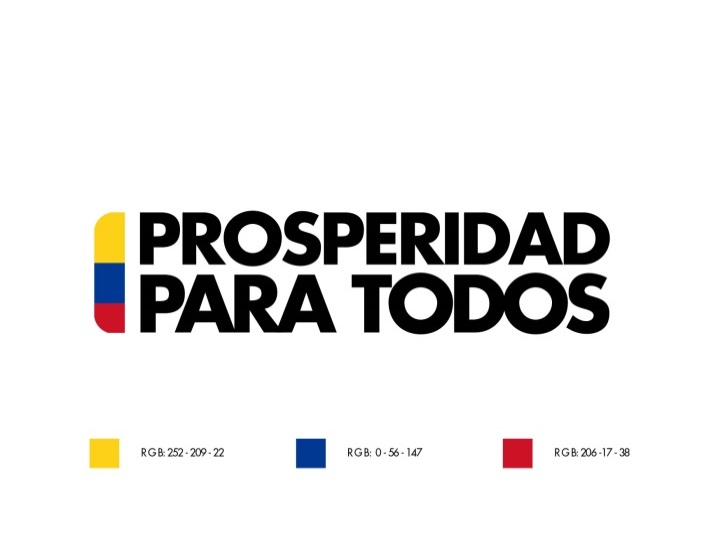 PROSPERIDAD
PARA TODOS
RGB: 252 - 209 - 22
RGB: 0 - 56 - 147
RGB: 206 -17 - 38